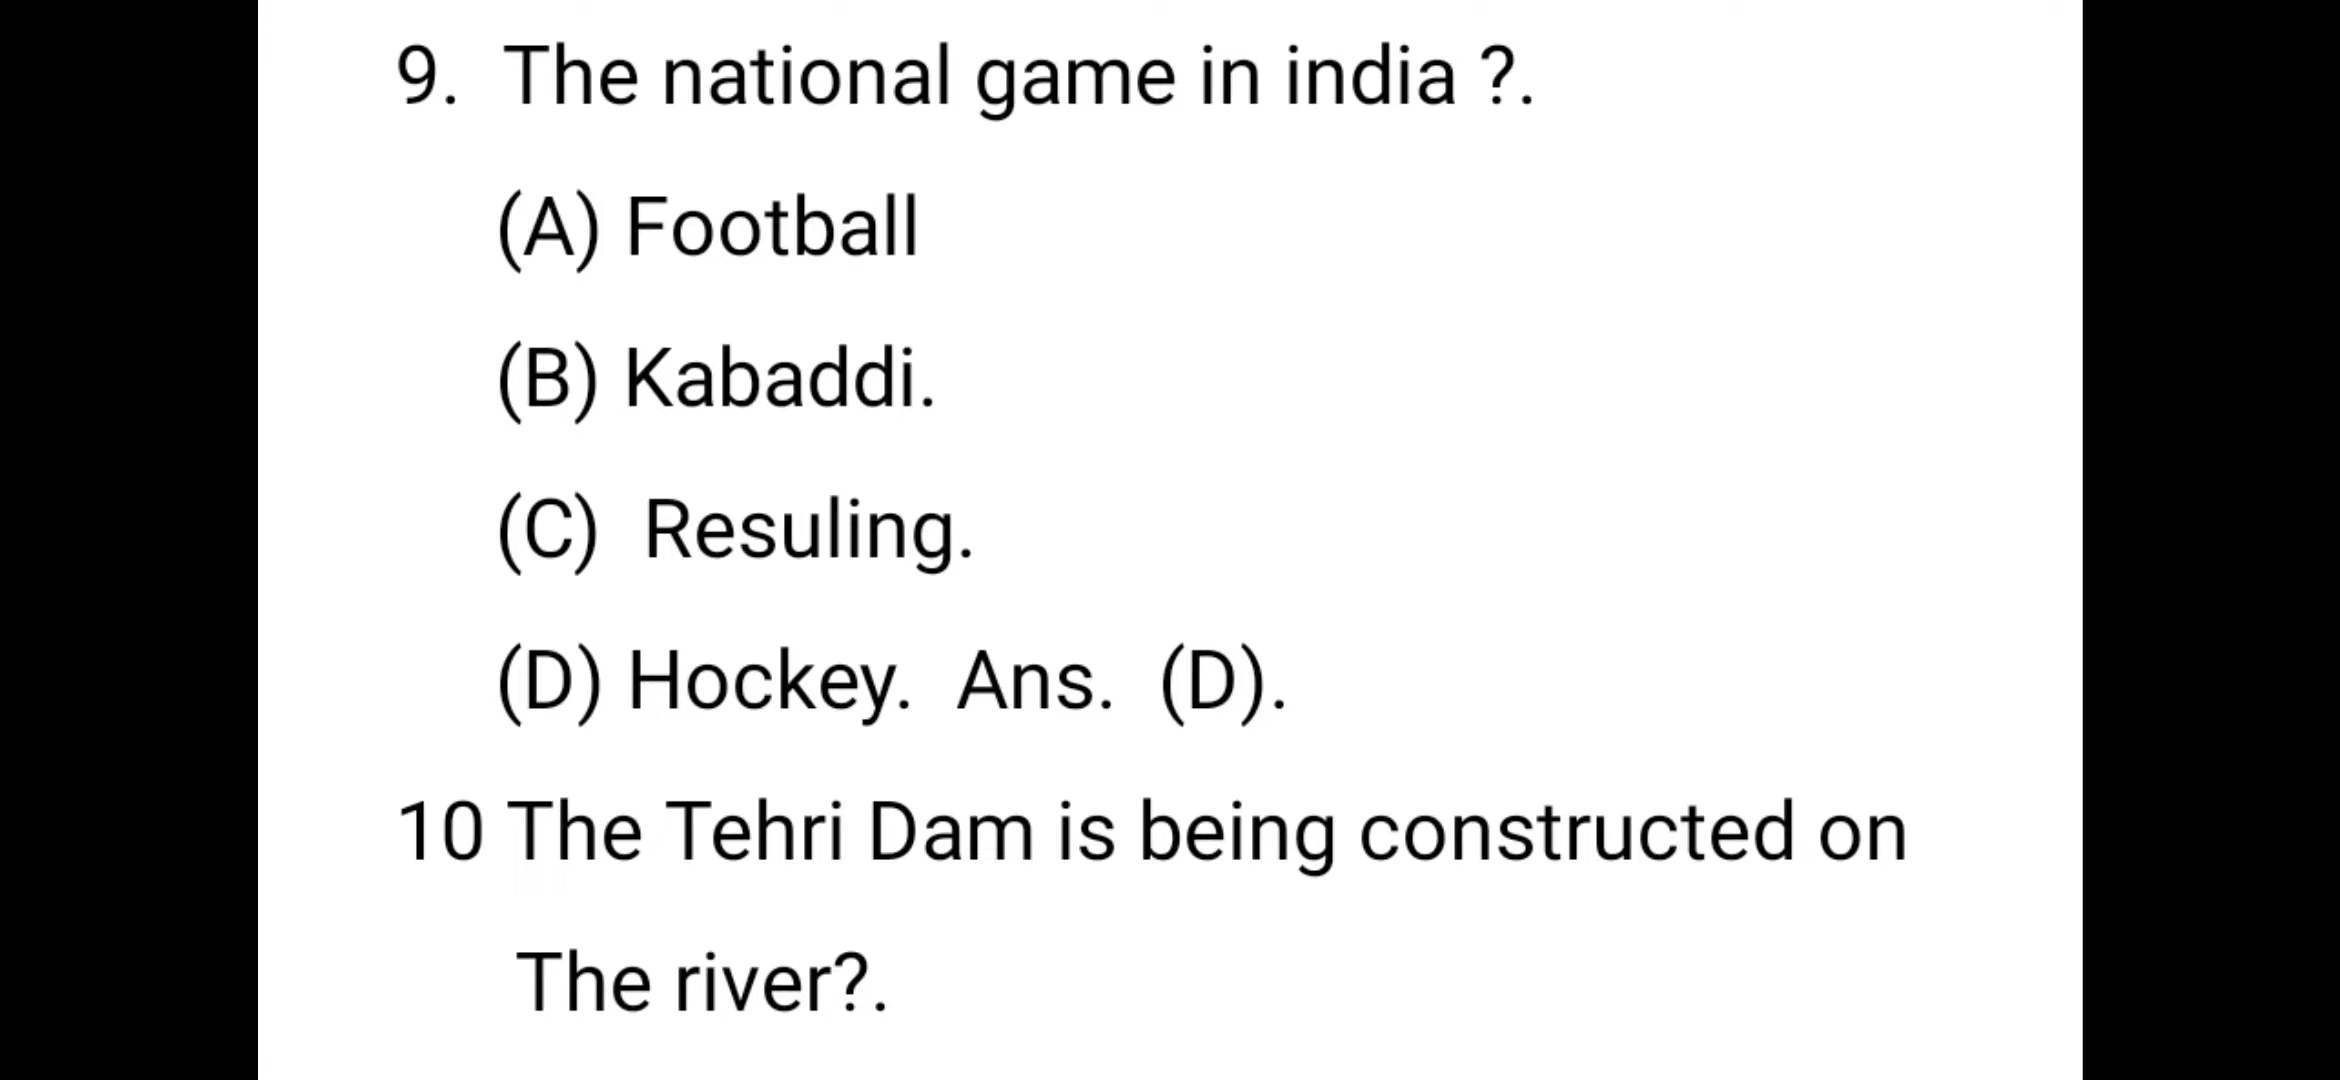 9. The national game in india ?.
(A) Football
(B) Kabaddi.
(C) Resuling.
(D) Hockey. Ans. (D).
10 The Tehri Dam is being constructed on
The river?.